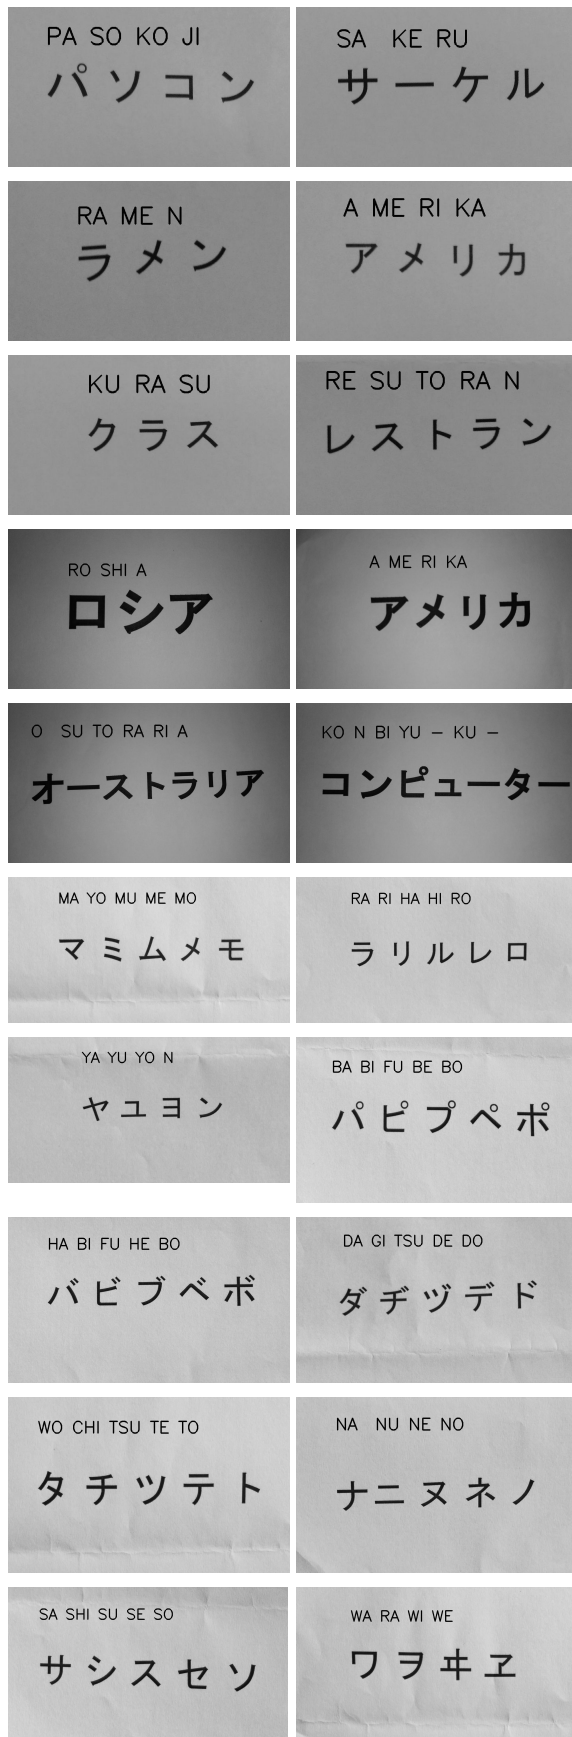 PA SO KO JI
パソコン
SA KE RU
サーケル
RA ME N
ラメン
A ME RI KA
アメリカ
KU RA SU
クラス
RE SU TO RA N
レストラン
RO SHI A
ロシア
A ME RI KA
アメリカ
O SU TO RA RI A
オーストラリア
KO N BI YU – KU –
コンピューター
MA YO MU ME MO
マミムメモ
RA RI HA HI RO
ラリルレロ
YA YU YO N
ヤユヨン
BA BI FU BE BO
パピプペポ
HA BI FU HE BO
バビブベボ
DA GI TSU DE DO
ダヂヅデド
WO CHI TSU TE TO
タチツテト
NA NU NE NO
ナニヌネノ
SA SHI SU SE SO
サシスセソ
WA RA WI WE
ワヲヰヱ